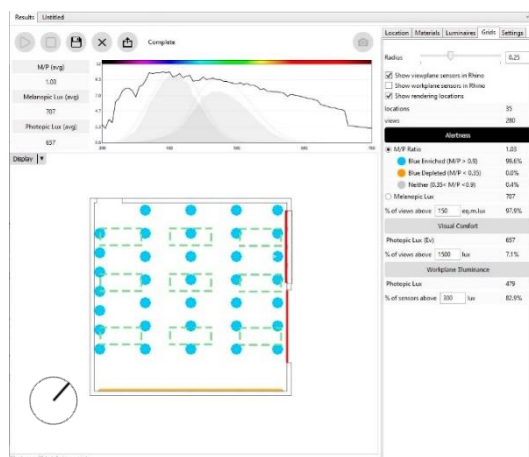 Results Untitled
Complete
M/P (avg)
1.03
Melanopic Lux (avg)
707
Photopic Lux (avg)
657
Display
Location Materials Luminaires Grids Settings
Radius 0.25
Show viewplane sensors in Rhino
Show workplane sensors in Rhino
Show rendering locations
locations 35
views 280
Alertness
M/P Ratio 1.03
Blue Enriched (M/P > 0.9) 99.6%
Blue Depleted (M/P < 0.35) 0.0%
Neither (0.35< M/P <0.9) 0.4%
Melanopic Lux 707
% of views above 150 eq.m.lux 97.9%
Visual Comfort
Photopic Lux (Ev) 657
% of views above 1500 lux 7.1%
Workplane Illuminance
Photopic Lux 479
% of sensors above 300 lux 82.9%